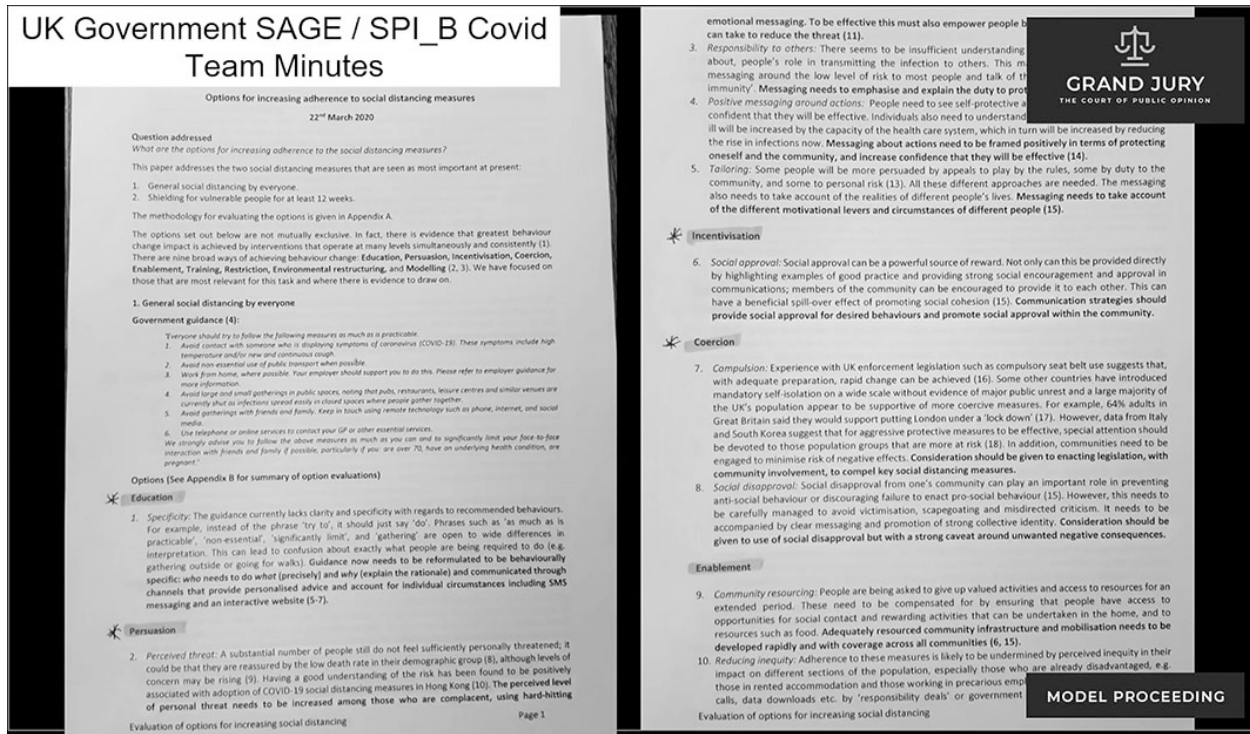 UK Government SAGE / SPI_B Covid
Team Minutes
Options for increasing adherence to social distancing measures
22nd March 2020
Question addressed
What are the options for increasing adherence to the social distancing measures?
This paper addresses the two social distancing measures that are seen as most important at present:
1. General social distancing by everyone.
2. Shielding for vulnerable people for at least 12 weeks.
The methodology for evaluating the options is given in Appendix A.
The options set out below are not mutually exclusive. In fact, there is evidence that greatest behaviour
change impact is achieved by interventions that operate at many levels simultaneously and consistently (1).
There are nine broad ways of achieving behaviour change: Education, Persuasion, Incentivisation, Coercion,
Enablement, Training, Restriction, Environmental restructuring, and Modelling (2, 3). We have focused on
those that are most relevant for this task and where there is evidence to draw on.
1. General social distancing by everyone
Government guidance (4):
'Everyone should try to follow the following measures as much as is practicable.
1. Avoid contact with someone who is displaying symptoms of coronavirus (COVID-19). These symptoms include high
temperature and/or new and continuous cough.
2. Avoid non-essential use of public transport when possible.
3. Work from home, where possible. Your employer should support you to do this. Please refer to employer guidance for
more information.
4. Avoid large and small gatherings in public spaces, noting that pubs, restaurants, leisure centres and similar venues are
currently shut as infections spread easily in closed spaces where people gather together.
5. Avoid gatherings with friends and family. Keep in touch using remote technology such as phone, internet, and social
media.
6. Use telephone or online services to contact your GP or other essential services.
We strongly advise you to follow the above measures as much as you can and to significantly limit your face-to-face
interaction with friends and family if possible, particularly if you are over 70, have an underlying health condition, are
pregnant.'
Options (See Appendix B for summary of option evaluations)
Education
1. Specificity: The guidance currently lacks clarity and specificity with regards to recommended behaviours.
For example, instead of the phrase 'try to', it should just say 'do'. Phrases such as 'as much as is
practicable', 'non-essential', 'significantly limit', and 'gathering' are open to wide differences in
interpretation. This can lead to confusion about exactly what people are being required to do (e.g.
gathering outside or going for walks). Guidance now needs to be reformulated to be behaviourally
specific: who needs to do what (precisely) and why (explain the rationale) and communicated through
channels that provide personalised advice and account for individual circumstances including SMS
messaging and an interactive website (5-7).
Persuasion
2. Perceived threat: A substantial number of people still do not feel sufficiently personally threatened; it
could be that they are reassured by the low death rate in their demographic group (8), although levels of
concern may be rising (9). Having a good understanding of the risk has been found to be positively
associated with adoption of COVID-19 social distancing measures in Hong Kong (10). The perceived level
of personal threat needs to be increased among those who are complacent, using hard-hitting
Evaluation of options for increasing social distancing
Page 1
emotional messaging. To be effective this must also empower people b
can take to reduce the threat (11).
3. Responsibility to others: There seems to be insufficient understanding
about, people's role in transmitting the infection to others. This m
messaging around the low level of risk to most people and talk of th
immunity'. Messaging needs to emphasise and explain the duty to prot
4. Positive messaging around actions: People need to see self-protective a
confident that they will be effective. Individuals also need to understand
ill will be increased by the capacity of the health care system, which in turn will be increased by reducing
the rise in infections now. Messaging about actions need to be framed positively in terms of protecting
oneself and the community, and increase confidence that they will be effective (14).
5. Tailoring: Some people will be more persuaded by appeals to play by the rules, some by duty to the
community, and some to personal risk (13). All these different approaches are needed. The messaging
also needs to take account of the realities of different people's lives. Messaging needs to take account
of the different motivational levers and circumstances of different people (15).
Incentivisation
6. Social approval: Social approval can be a powerful source of reward. Not only can this be provided directly
by highlighting examples of good practice and providing strong social encouragement and approval in
communications; members of the community can be encouraged to provide it to each other. This can
have a beneficial spill-over effect of promoting social cohesion (15). Communication strategies should
provide social approval for desired behaviours and promote social approval within the community.
Coercion
7. Compulsion: Experience with UK enforcement legislation such as compulsory seat belt use suggests that,
with adequate preparation, rapid change can be achieved (16). Some other countries have introduced
mandatory self-isolation on a wide scale without evidence of major public unrest and a large majority of
the UK's population appear to be supportive of more coercive measures. For example, 64% adults in
Great Britain said they would support putting London under a 'lock down' (17). However, data from Italy
and South Korea suggest that for aggressive protective measures to be effective, special attention should
be devoted to those population groups that are more at risk (18). In addition, communities need to be
engaged to minimise risk of negative effects. Consideration should be given to enacting legislation, with
community involvement, to compel key social distancing measures.
8. Social disapproval: Social disapproval from one's community can play an important role in preventing
anti-social behaviour or discouraging failure to enact pro-social behaviour (15). However, this needs to
be carefully managed to avoid victimisation, scapegoating and misdirected criticism. It needs to be
accompanied by clear messaging and promotion of strong collective identity. Consideration should be
given to use of social disapproval but with a strong caveat around unwanted negative consequences.
Enablement
9. Community resourcing: People are being asked to give up valued activities and access to resources for an
extended period. These need to be compensated for by ensuring that people have access to
opportunities for social contact and rewarding activities that can be undertaken in the home, and to
resources such as food. Adequately resourced community infrastructure and mobilisation needs to be
developed rapidly and with coverage across all communities (6, 15).
10. Reducing inequity: Adherence to these measures is likely to be undermined by perceived inequity in their
impact on different sections of the population, especially those who are already disadvantaged, e.g.
those in rented accommodation and those working in precarious empl
calls, data downloads etc. by 'responsibility deals' or government
Evaluation of options for increasing social distancing
GRAND JURY
THE COURT OF PUBLIC OPINION
MODEL PROCEEDING